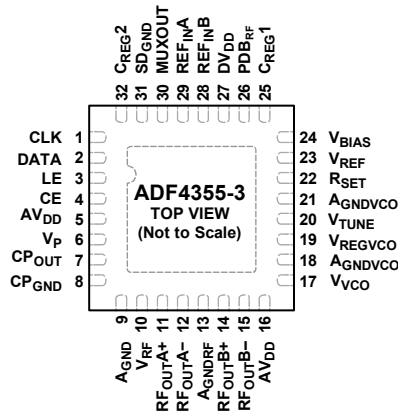 CREG2
SDGND
MUXOUT
REFINA
REFINB
DVDD
PDBRF
CREG1
32 31 30 29 28 27 26 25
CLK 1
DATA 2
LE 3
CE 4
AVDD 5
VP 6
CPOUT 7
CPGND 8
ADF4355-3
TOP VIEW
(Not to Scale)
24 VBIAS
23 VREF
22 RSET
21 AGNDVCO
20 VTUNE
19 VREGVCO
18 AGNDVCO
17 VVCO
9 10 11 12 13 14 15 16
AGND
VRF
RFOUTA+
RFOUTA−
AGNDRF
RFOUTB+
RFOUTB−
AVDD